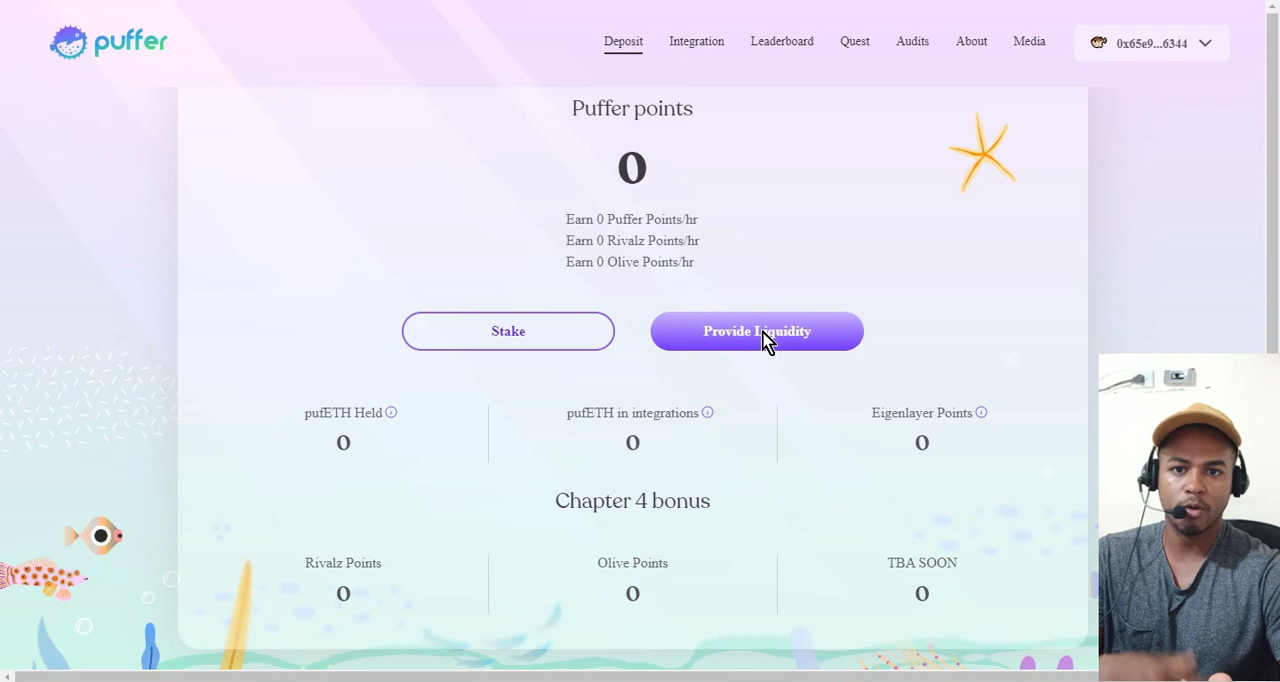 puffer
Deposit
Integration
Leaderboard
Quest
Audits
About
Media
0x65e9...6344
Puffer points
0
Earn 0 Puffer Points/hr
Earn 0 Rivalz Points/hr
Earn 0 Olive Points/hr
Stake
Provide Liquidity
pufETH Held
0
pufETH in integrations
0
Eigenlayer Points
0
Chapter 4 bonus
Rivalz Points
0
Olive Points
0
TBA SOON
0